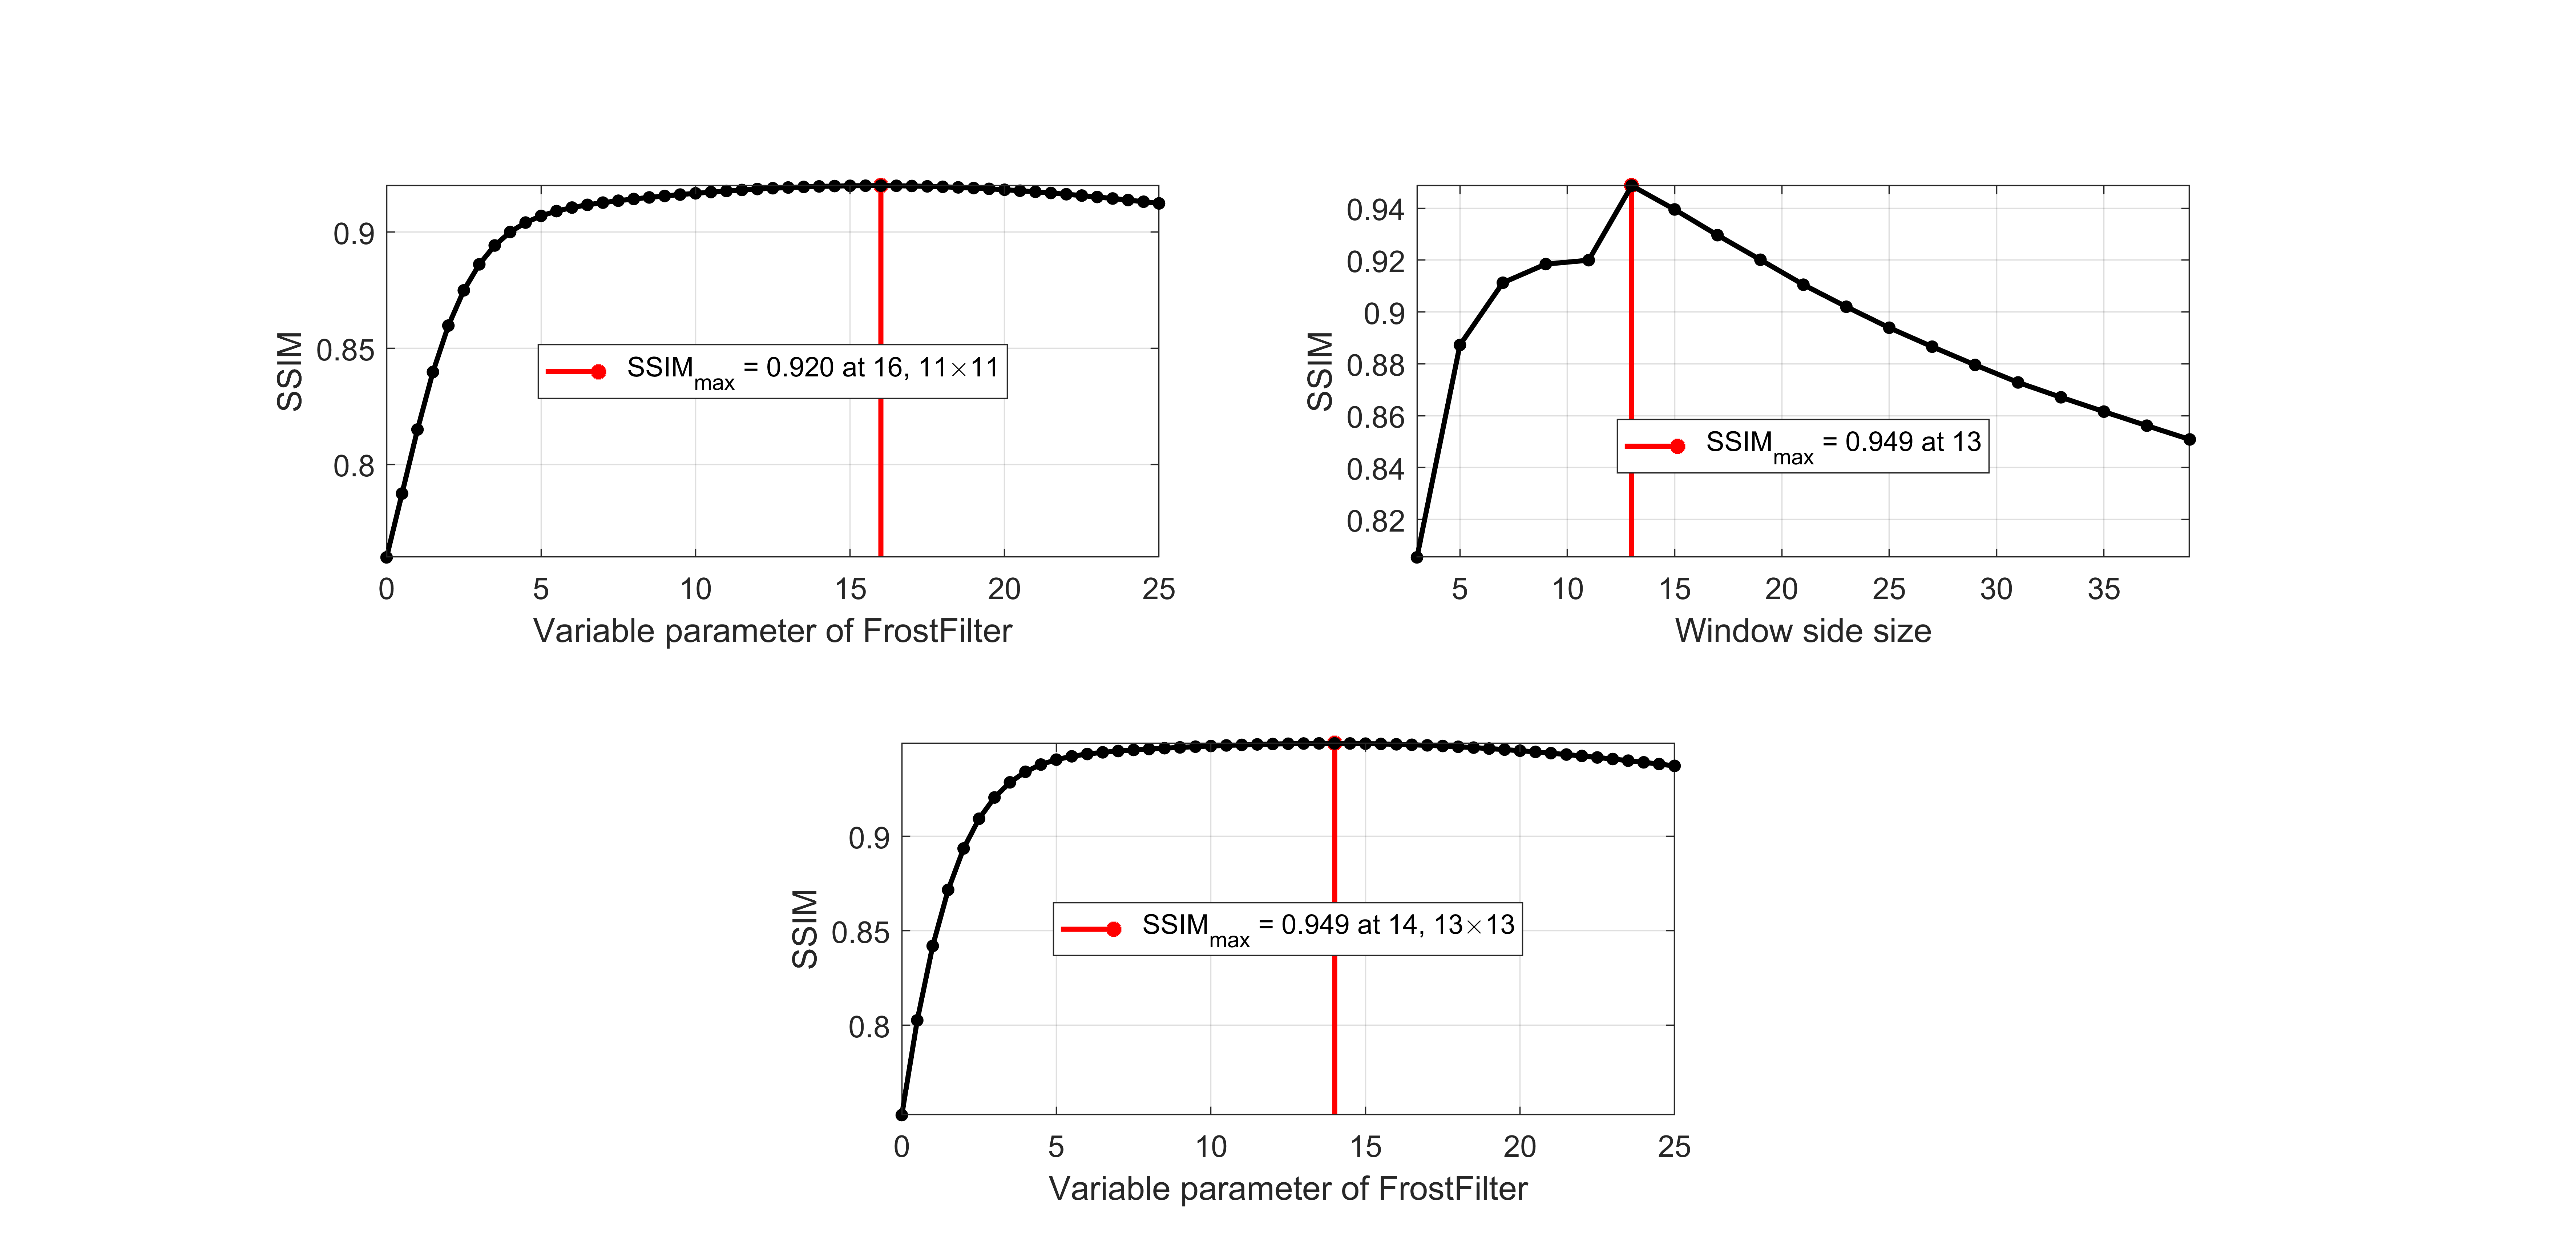 SSIM
0.9
0.85
0.8
SSIMmax = 0.920 at 16, 11×11
0 5 10 15 20 25
Variable parameter of FrostFilter
SSIM
0.94
0.92
0.9
0.88
0.86
0.84
0.82
SSIMmax = 0.949 at 13
5 10 15 20 25 30 35
Window side size
SSIM
0.9
0.85
0.8
SSIMmax = 0.949 at 14, 13×13
0 5 10 15 20 25
Variable parameter of FrostFilter